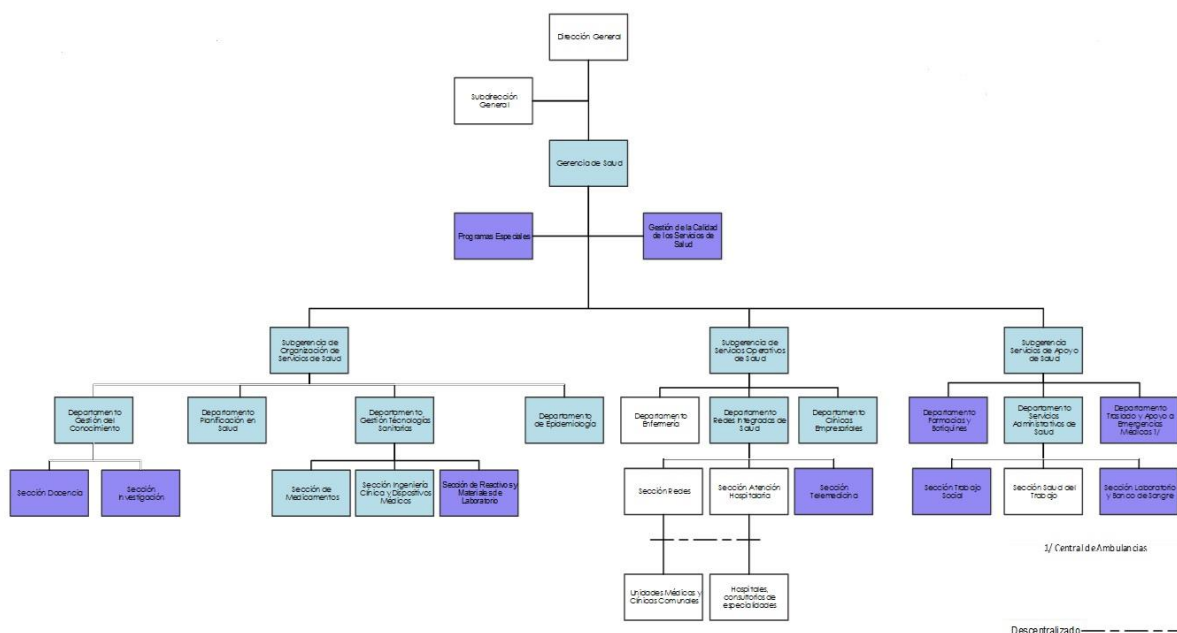 Dirección General
Subdirección
General
Gerencia de Salud
Programas Especiales
Gestión de la Calidad
de los Servicios de
Salud
Subgerencia de
Organización de
Servicios de Salud
Subgerencia de
Servicios Operativos
de Salud
Subgerencia
Servicios de Apoyo
de Salud
Departamento
Gestión del
Conocimiento
Departamento
Planificación en
Salud
Departamento
Gestión Técnologías
Sanitarias
Departamento
de Epidemiología
Departamento
Enfermería
Departamento
Redes Integradas de
Salud
Departamento
Clínicas
Empresariales
Departamento
Farmacias y
Botiquines
Departamento
Servicios
Administrativos de
Salud
Departamento
Traslado y Apoyo a
Emergencias
Médicas 1/
Sección Docencia
Sección
Investigación
Sección de
Medicamentos
Sección Ingeniería
Clínica y Dispositivos
Médicos
Sección de Reactivos y
Materiales de
Laboratorio
Sección Redes
Sección Atención
Hospitalaria
Sección
Telemedicina
Sección Trabajo
Social
Sección Salud del
Trabajo
Sección Laboratorio
y Banco de Sangre
1/ Central de Ambulancias
Unidades Médicas y
Clínicas Comunales
Hospitales,
consultorios de
especialidades
Descentralizado